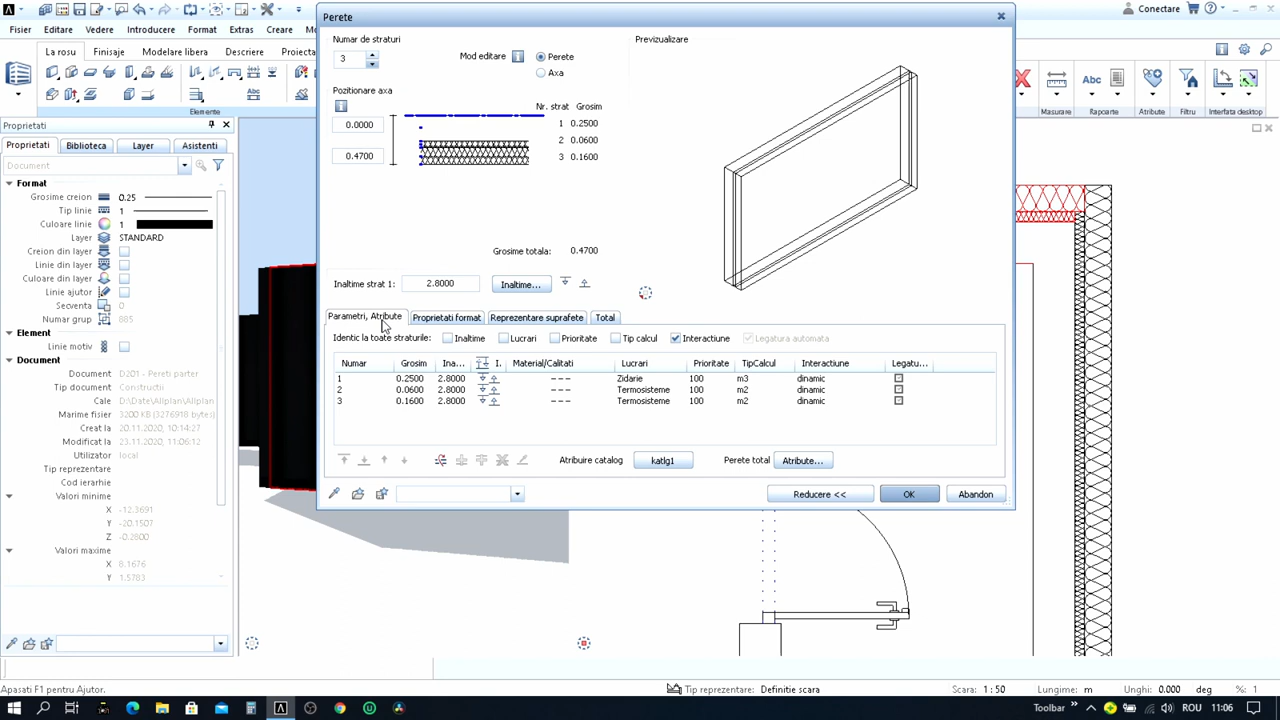 Conectare
Fisier Editare Vedere Introducere Format Extras Creare M
La rosu Finisaje Modelare libera Descriere Proiecta
Elemente
Masurare Abc Rapoarte Atribute Filtru Interfata desktop
Proprietati
Proprietati Biblioteca Layer Asistenti
Document
Format
Grosime creion 0.25
Tip linie 1
Culoare linie 1
Layer STANDARD
Creion din layer
Linie din layer
Culoare din layer
Linie ajutor
Secventa 0
Numar grup 885
Element
Linie motiv
Document
Document D201 - Pereti parter
Tip document Constructii
Cale D:\Date\Allplan\Allplan
Marime fisier 3200 KB (3276918 bytes)
Creat la 20.11.2020, 10:14:27
Modificat la 23.11.2020, 11:06:12
Utilizator local
Tip reprezentare
Cod ierarhie
Valori minime
X -12.3691
Y -20.1507
Z -0.2800
Valori maxime
X 8.1676
Y 1.5783
Perete
Numar de straturi
3
Mod editare Perete
Axa
Previzualizare
Pozitionare axa
Nr. strat Grosim
0.0000
1 0.2500
2 0.0600
3 0.1600
0.4700
Grosime totala: 0.4700
Inaltime strat 1: 2.8000 Inaltime...
Parametri, Atribute Proprietati format Reprezentare suprafete Total
Identic la toate straturile: Inaltime Lucrari Prioritate Tip calcul Interactiune Legatura automata
Numar Grosim Ina... I. Material/Calitati Lucrari Prioritate TipCalcul Interactiune Legatu...
1 0.2500 2.8000 --- Zidarie 100 m3 dinamic
2 0.0600 2.8000 --- Termosisteme 100 m2 dinamic
3 0.1600 2.8000 --- Termosisteme 100 m2 dinamic
Atribuire catalog katlg1 Perete total Atribute...
Reducere << OK Abandon
Apasati F1 pentru Ajutor.
Tip reprezentare: Definitie scara Scara: 1 : 50 Lungime: m Unghi: 0.000 deg % 1
Toolbar ROU 11:06